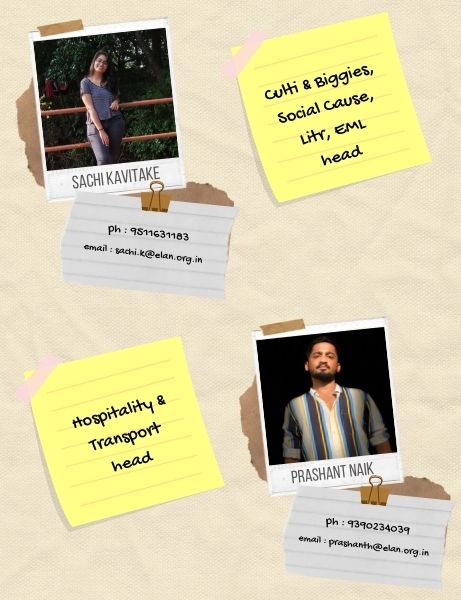 Culti & Biggies,
Social Cause,
Litr, EML
head
SACHI KAVITAKE
ph : 9511631183
email : sachi.k@elan.org.in
Hospitality &
Transport
head
PRASHANT NAIK
ph : 9390234039
email : prashanth@elan.org.in